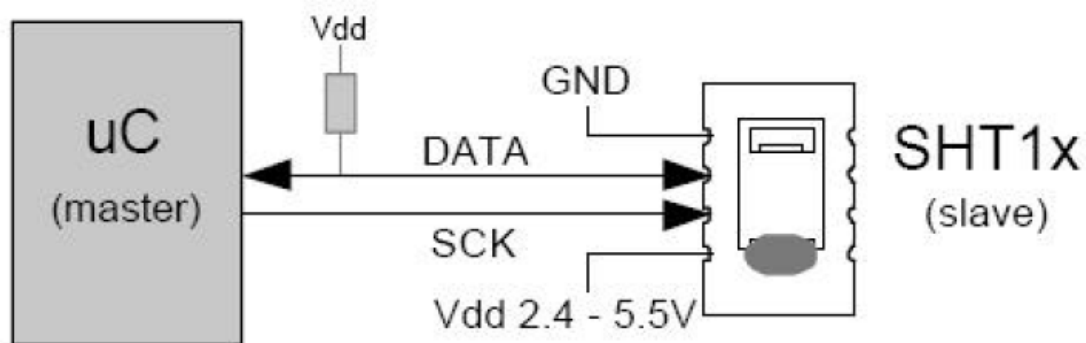 Vdd
GND
uC
DATA
SHT1x
(master)
(slave)
SCK
Vdd 2.4 - 5.5V